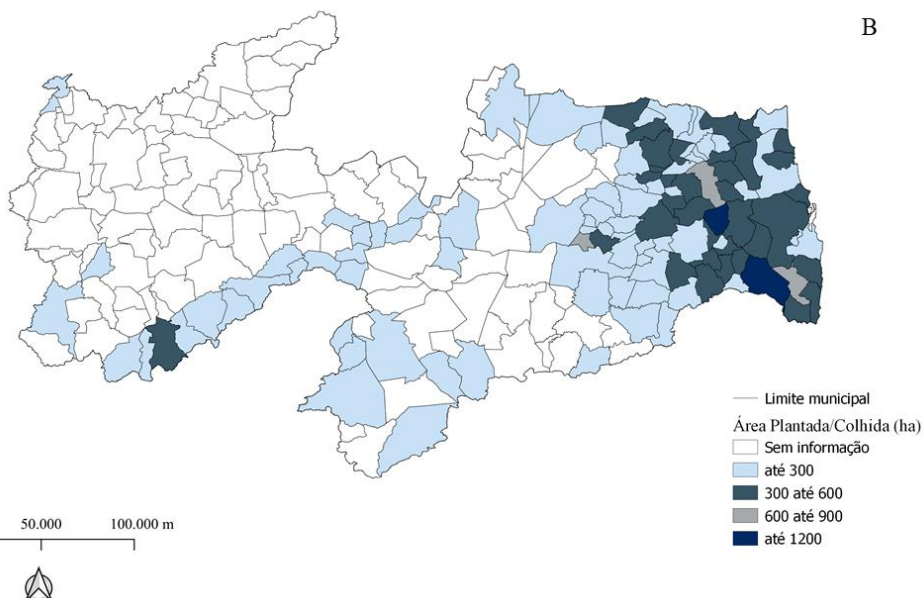 B
Limite municipal
Área Plantada/Colhida (ha)
Sem informação
até 300
300 até 600
600 até 900
até 1200
50.000 100.000 m